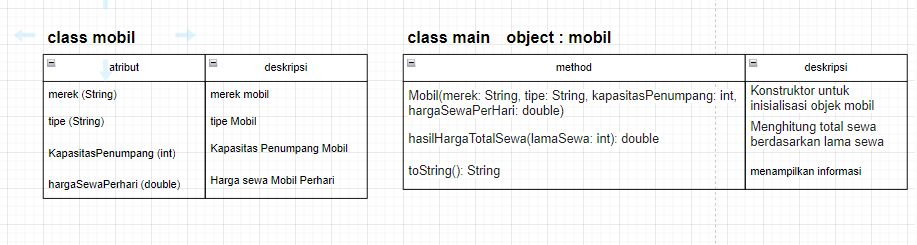 class mobil
atribut deskripsi
merek (String) merek mobil
tipe (String) tipe Mobil
KapasitasPenumpang (int) Kapasitas Penumpang Mobil
hargaSewaPerhari (double) Harga sewa Mobil Perhari
class main object : mobil
method deskripsi
Mobil(merek: String, tipe: String, kapasitasPenumpang: int,
hargaSewaPerHari: double)
Konstruktor untuk
inisialisasi objek mobil
hasilHargaTotalSewa(lamaSewa: int): double
Menghitung total sewa
berdasarkan lama sewa
toString(): String menampilkan informasi